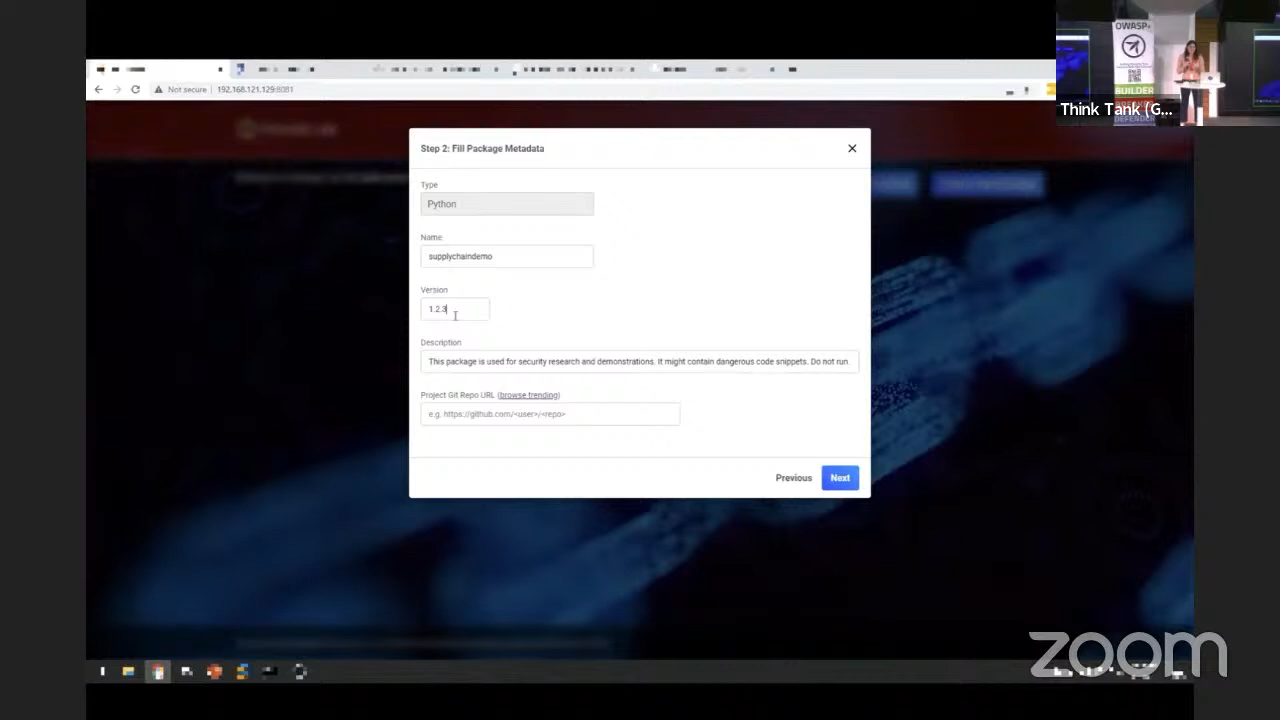 OWASP
BUILDER
BREAKER
DEFENDER
Think Tank (G...
Not secure | 192.168.121.129:8081
Step 2: Fill Package Metadata
Type
Python
Name
supplychaindemo
Version
1.2.3
Description
This package is used for security research and demonstrations. It might contain dangerous code snippets. Do not run
Project Git Repo URL (browse trending)
e.g. https://github.com/<user>/<repo>
Previous
Next
zoom